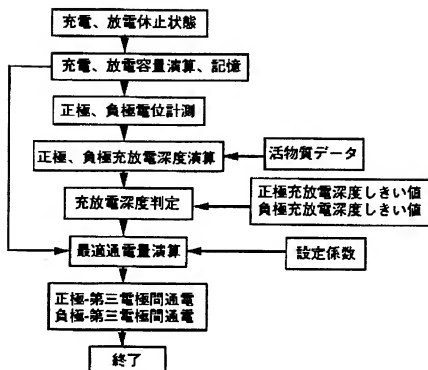 充電、放電休止状態
充電、放電容量演算、記憶
正極、負極電位計測
正極、負極充放電深度演算
活物質データ
充放電深度判定
正極充放電深度しきい値
負極充放電深度しきい値
最適通電量演算
設定係数
正極-第三電極間通電
負極-第三電極間通電
終了